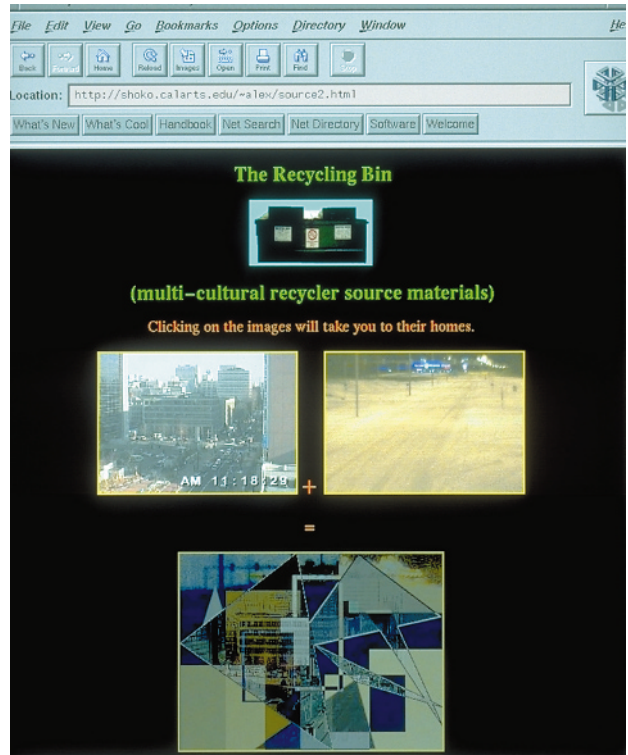 File Edit View Go Bookmarks Options Directory Window He
Back Forward Home Reload Images Open Print Find Stop
Location: http://shoko.calarts.edu/~alex/source2.html
What's New What's Cool Handbook Net Search Net Directory Software Welcome
The Recycling Bin
(multi-cultural recycler source materials)
Clicking on the images will take you to their homes.
AM 11:18:29
+
=